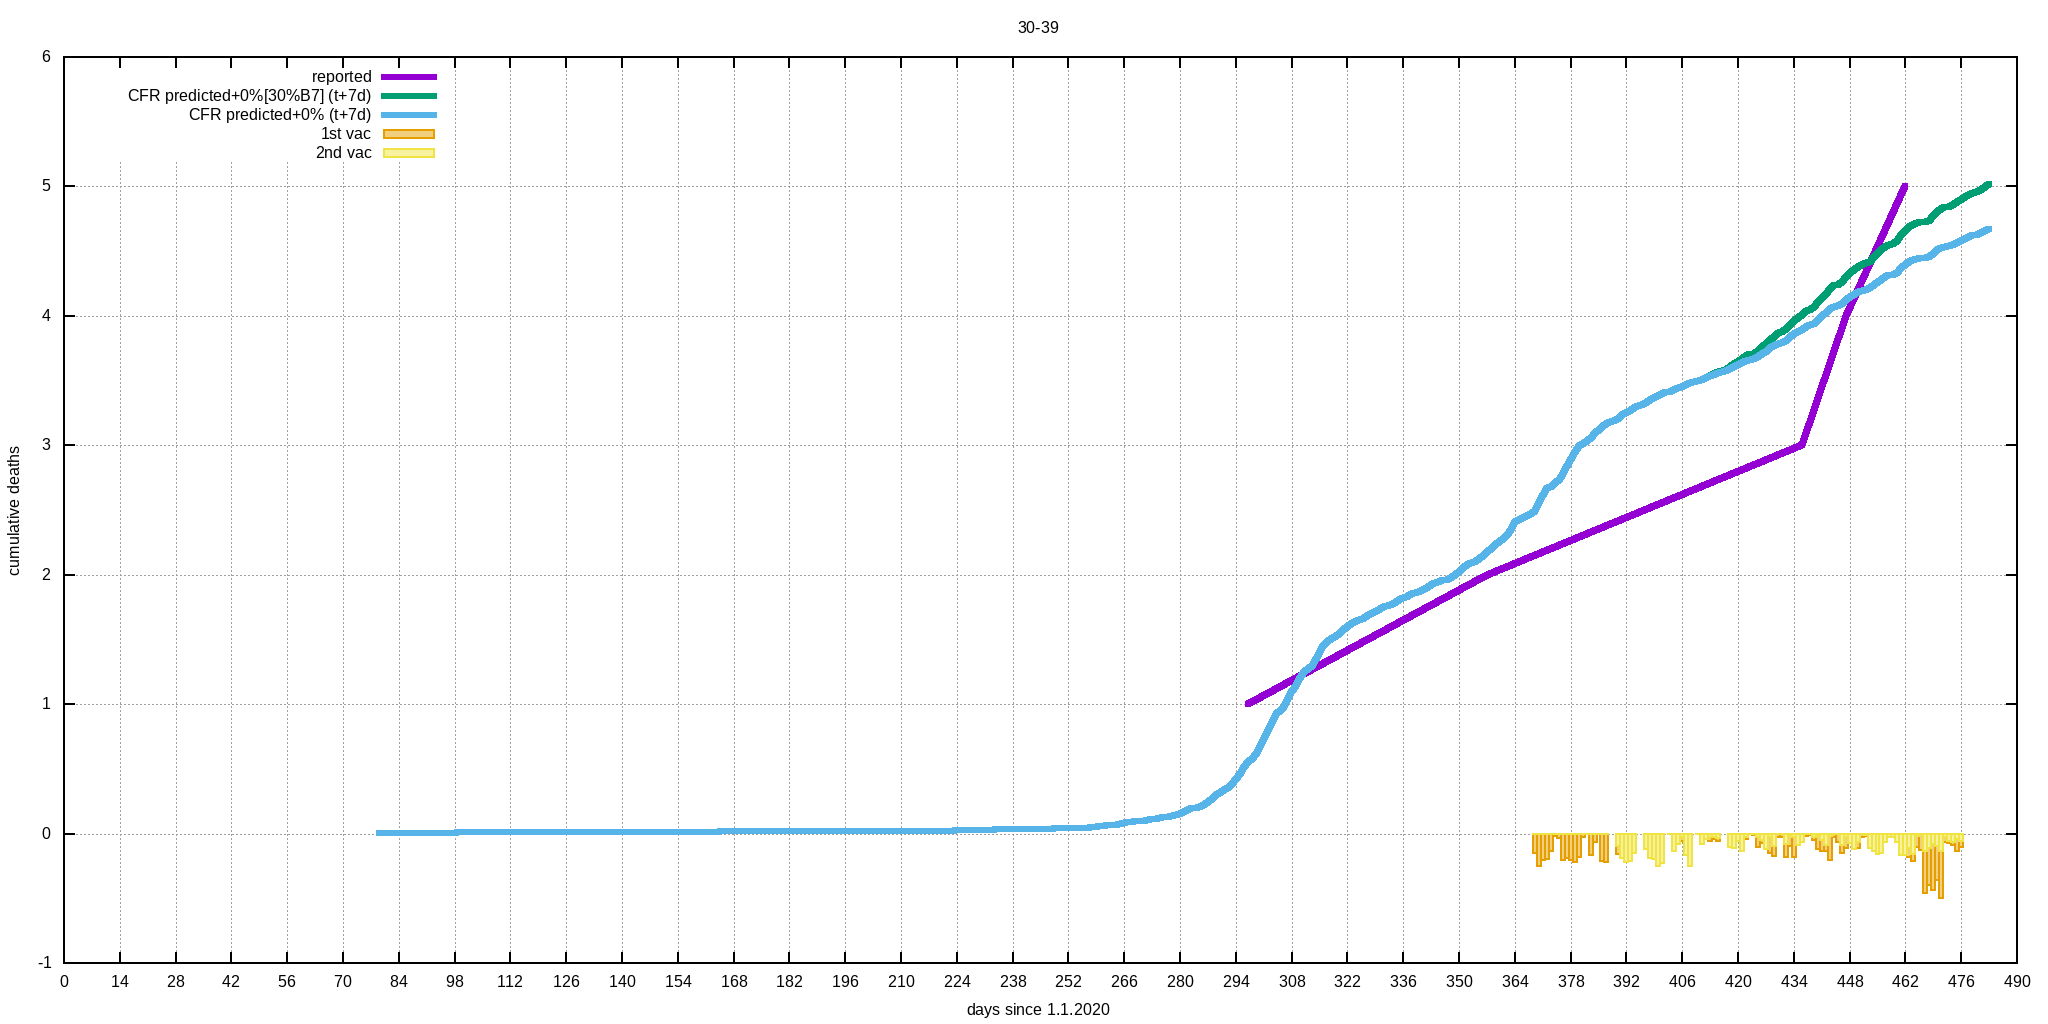 30-39
6
reported
CFR predicted+0%[30%B7] (t+7d)
CFR predicted+0% (t+7d)
1st vac
2nd vac
5
4
3
cumulative deaths
2
1
0
-1
0 14 28 42 56 70 84 98 112 126 140 154 168 182 196 210 224 238 252 266 280 294 308 322 336 350 364 378 392 406 420 434 448 462 476 490
days since 1.1.2020